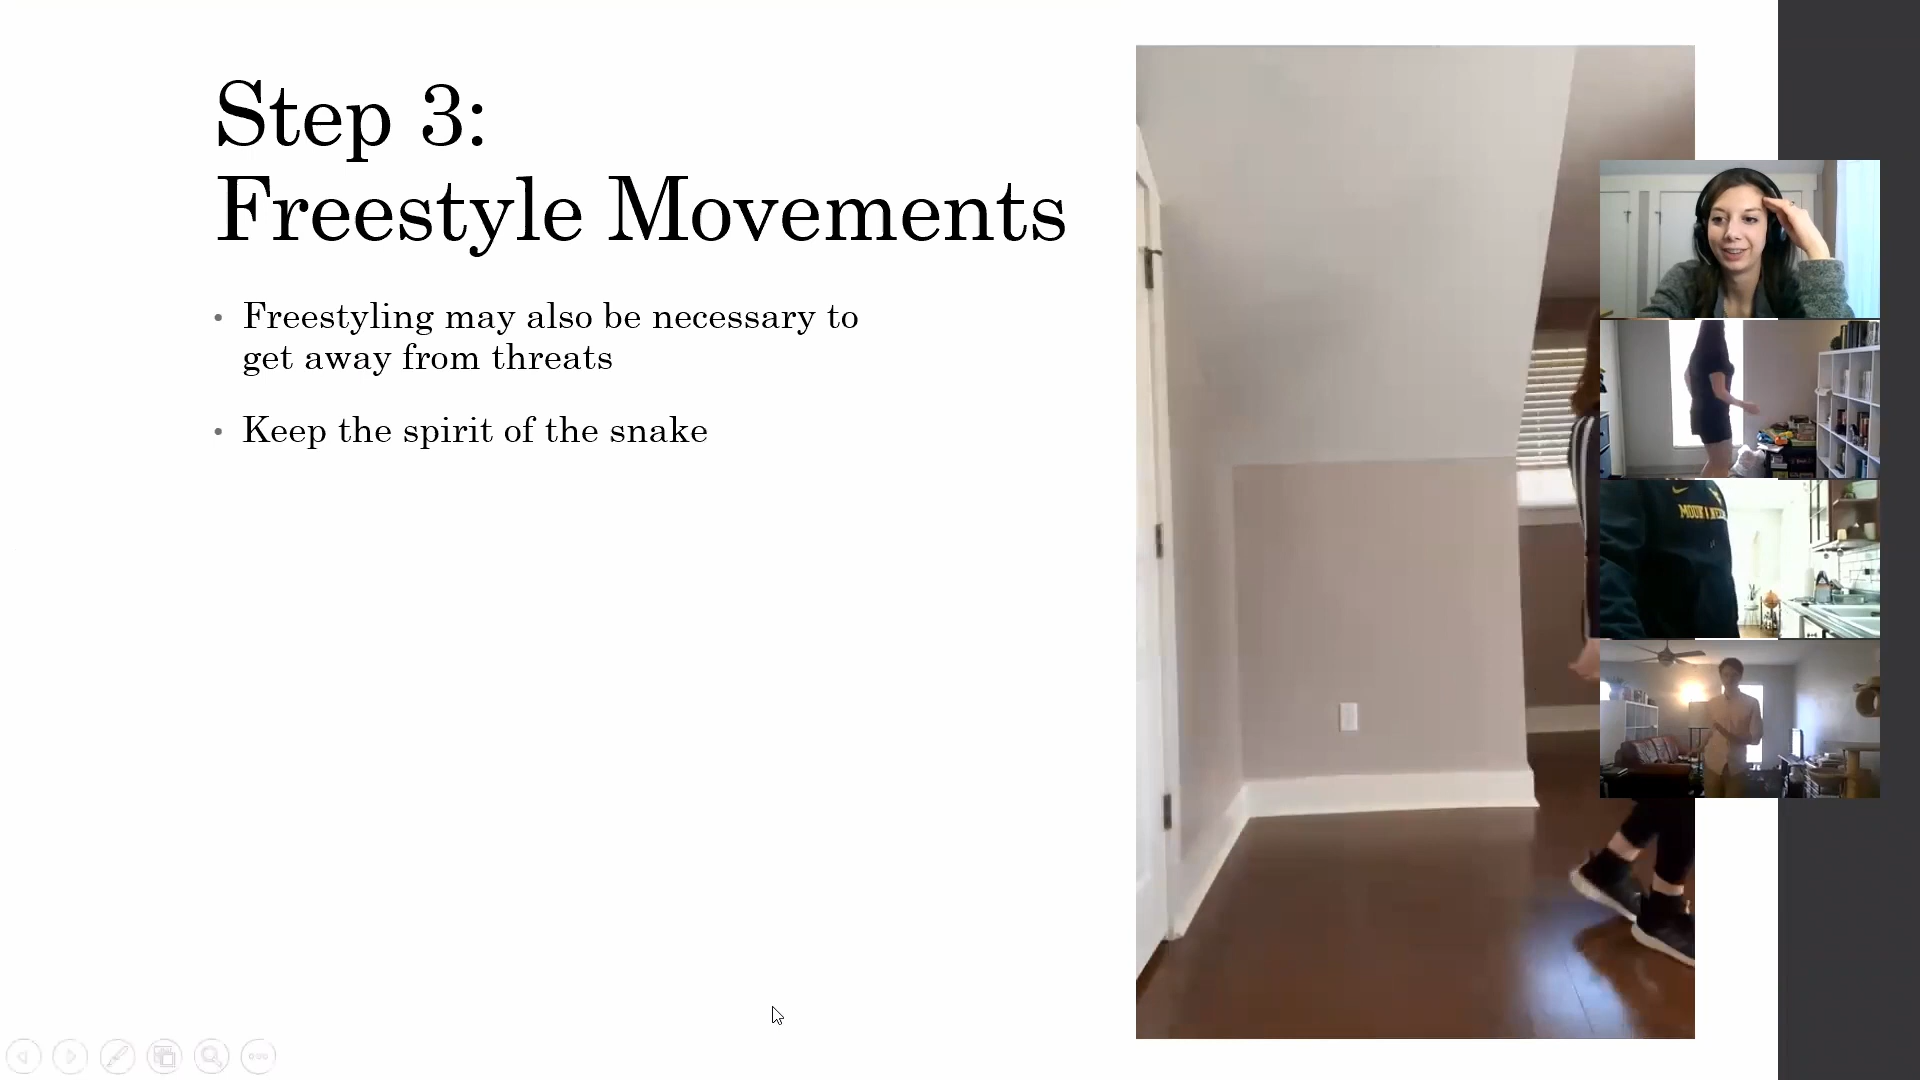 Step 3:
Freestyle Movements
• Freestyling may also be necessary to
get away from threats
• Keep the spirit of the snake